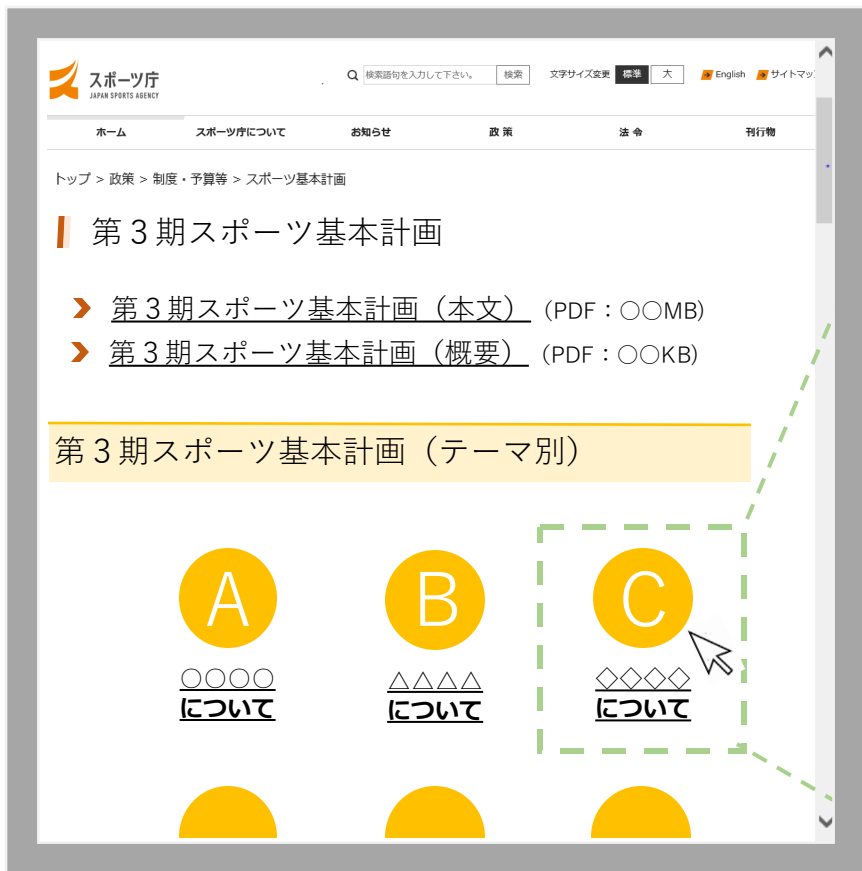 スポーツ庁
JAPAN SPORTS AGENCY
検索語句を入力して下さい。 検索 文字サイズ変更 標準 大 English サイトマッ
ホーム スポーツ庁について お知らせ 政 策 法 令 刊行物
トップ > 政策 > 制度・予算等 > スポーツ基本計画
第３期スポーツ基本計画
第３期スポーツ基本計画（本文） (PDF：○○MB)
第３期スポーツ基本計画（概要） (PDF：○○KB)
第３期スポーツ基本計画（テーマ別）
A B C
○○○○ △△△△ ◇◇◇◇
について について について